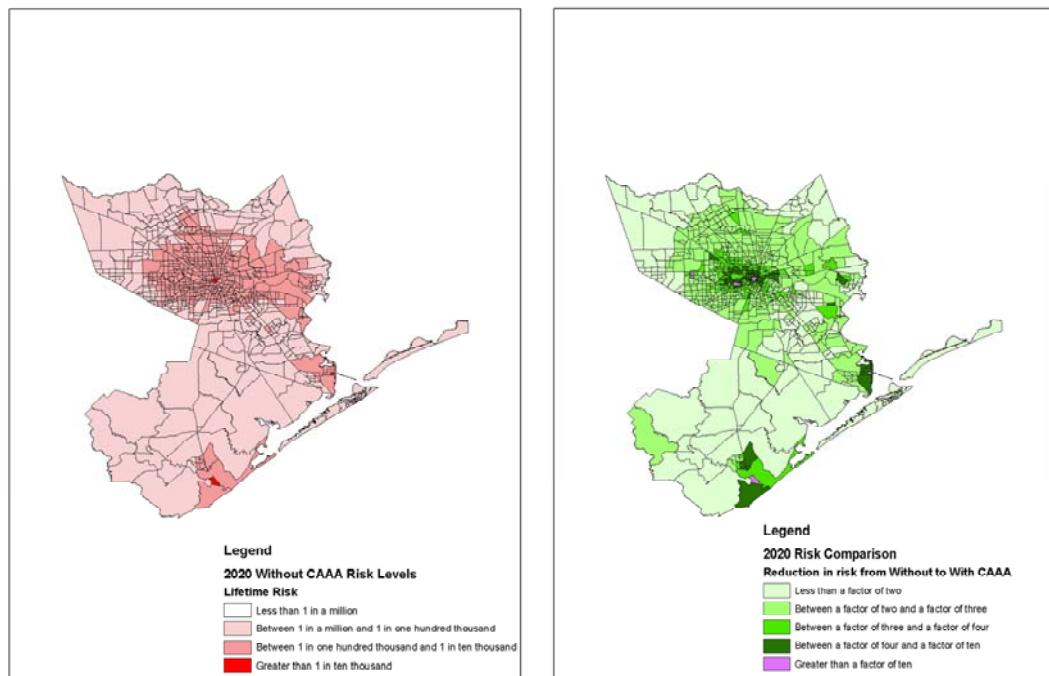 Legend
2020 Without CAAA Risk Levels
Lifetime Risk
Less than 1 in a million
Between 1 in a million and 1 in one hundred thousand
Between 1 in one hundred thousand and 1 in ten thousand
Greater than 1 in ten thousand
Legend
2020 Risk Comparison
Reduction in risk from Without to With CAAA
Less than a factor of two
Between a factor of two and a factor of three
Between a factor of three and a factor of four
Between a factor of four and a factor of ten
Greater than a factor of ten